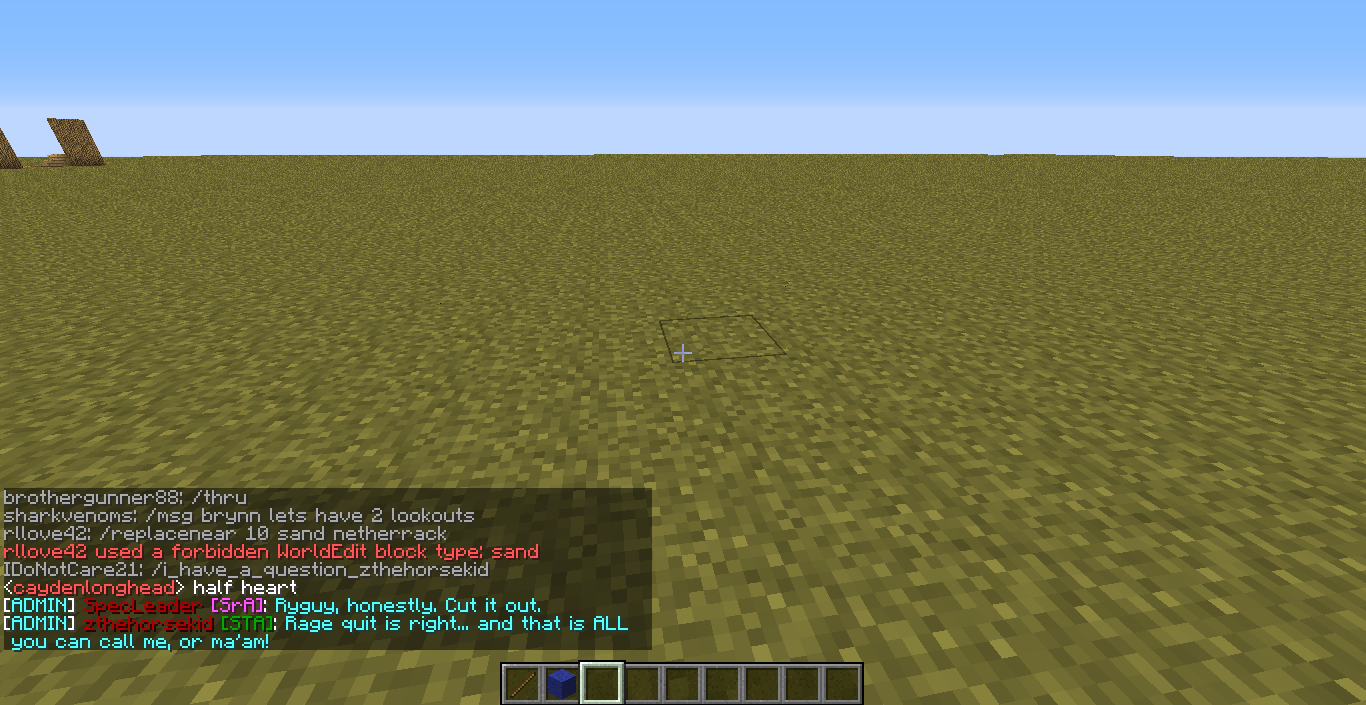 brothergunner88: /thru
sharkvenoms: /msg brynn lets have 2 lookouts
rllove42: /replacenear 10 sand netherrack
rllove42 used a forbidden WorldEdit block type: sand
IDoNotCare21: /i_have_a_question_zthehorsekid
<caydenlonghead> half heart
[ADMIN] SpecLeader [SrA]: Ryguy, honestly. Cut it out.
[ADMIN] zthehorsekid [STA]: Rage quit is right... and that is ALL
you can call me, or ma'am!